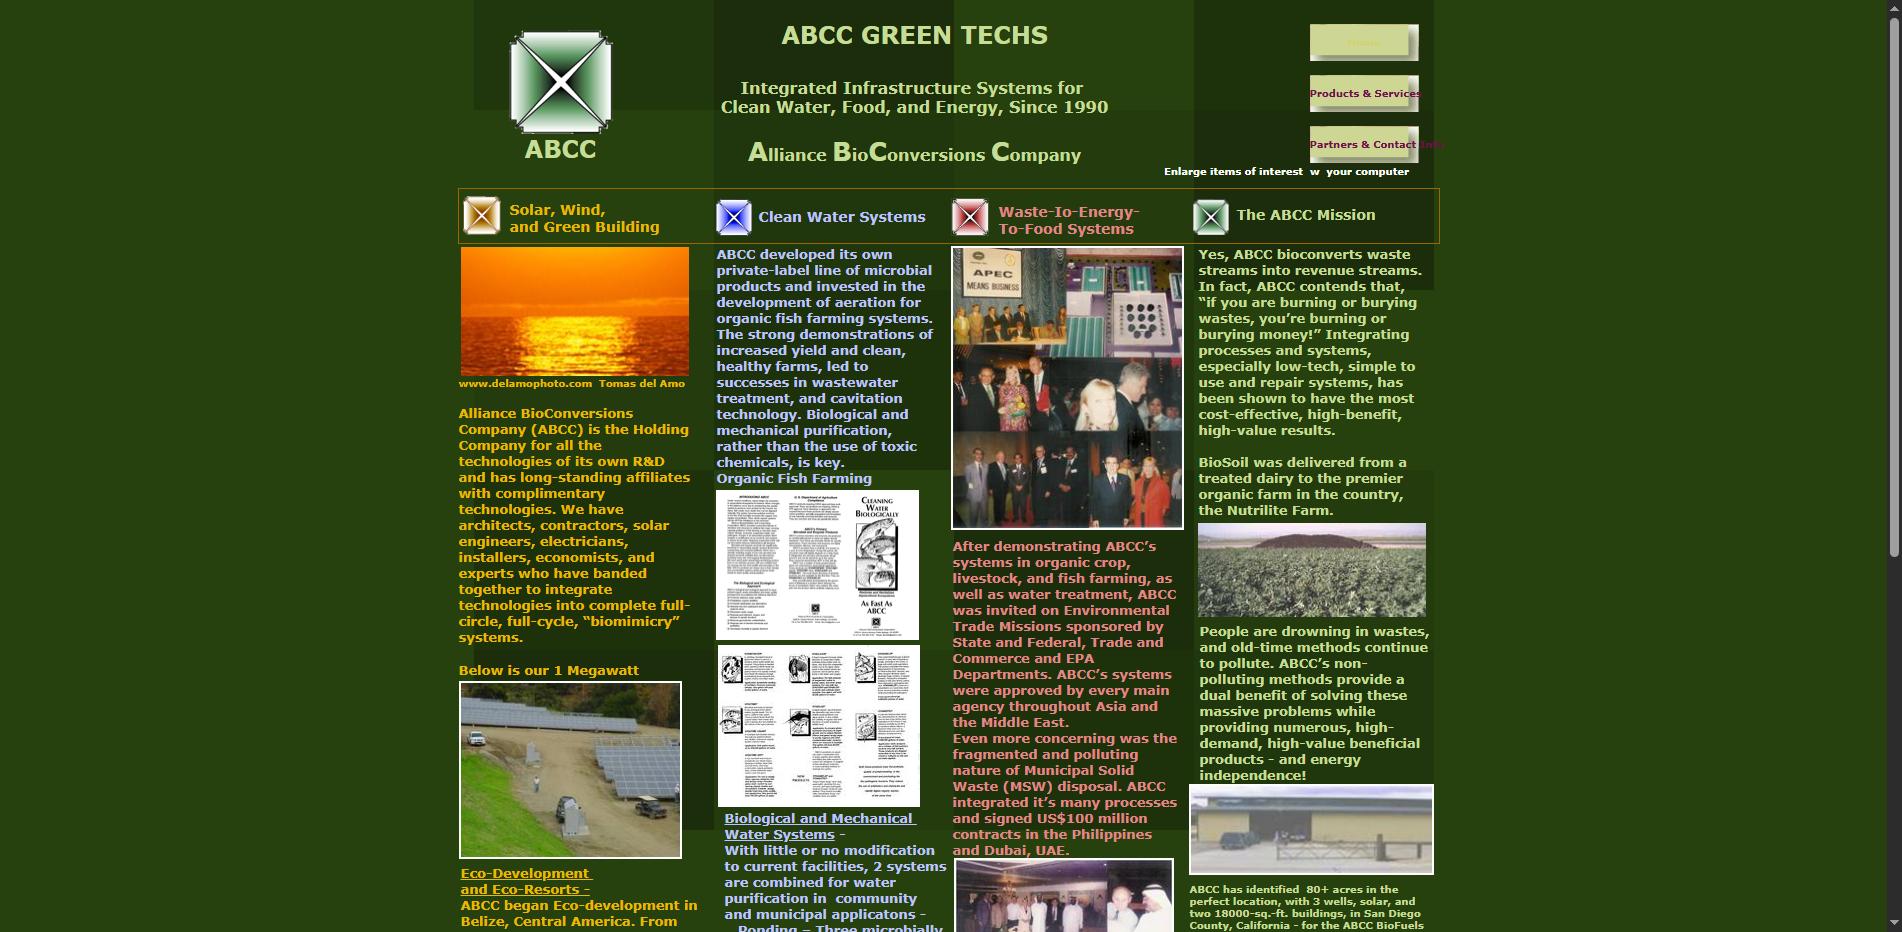 ABCC GREEN TECHS
Integrated Infrastructure Systems for
Clean Water, Food, and Energy, Since 1990
Alliance BioConversions Company
ABCC
Home
Products & Services
Partners & Contact Info
Enlarge items of interest  w  your computer
Solar, Wind,
and Green Building
Clean Water Systems
Waste-Io-Energy-
To-Food Systems
The ABCC Mission
www.delamophoto.com  Tomas del Amo
Alliance BioConversions
Company (ABCC) is the Holding
Company for all the
technologies of its own R&D
and has long-standing affiliates
with complimentary
technologies. We have
architects, contractors, solar
engineers, electricians,
installers, economists, and
experts who have banded
together to integrate
technologies into complete full-
circle, full-cycle, “biomimicry”
systems.
Below is our 1 Megawatt
Eco-Development
and Eco-Resorts -
ABCC began Eco-development in
Belize, Central America. From
ABCC developed its own
private-label line of microbial
products and invested in the
development of aeration for
organic fish farming systems.
The strong demonstrations of
increased yield and clean,
healthy farms, led to
successes in wastewater
treatment, and cavitation
technology. Biological and
mechanical purification,
rather than the use of toxic
chemicals, is key.
Organic Fish Farming
INTRODUCING ABCC
U. S. Department of Agriculture
Compliance
CLEANING
WATER
BIOLOGICALLY
As Fast As
ABCC
Biological and Mechanical
Water Systems -
With little or no modification
to current facilities, 2 systems
are combined for water
purification in  community
and municipal applicatons -
Ponding – Three microbially
APEC
MEANS BUSINESS
After demonstrating ABCC’s
systems in organic crop,
livestock, and fish farming, as
well as water treatment, ABCC
was invited on Environmental
Trade Missions sponsored by
State and Federal, Trade and
Commerce and EPA
Departments. ABCC’s systems
were approved by every main
agency throughout Asia and
the Middle East.
Even more concerning was the
fragmented and polluting
nature of Municipal Solid
Waste (MSW) disposal. ABCC
integrated it’s many processes
and signed US$100 million
contracts in the Philippines
and Dubai, UAE.
Yes, ABCC bioconverts waste
streams into revenue streams.
In fact, ABCC contends that,
“if you are burning or burying
wastes, you’re burning or
burying money!” Integrating
processes and systems,
especially low-tech, simple to
use and repair systems, has
been shown to have the most
cost-effective, high-benefit,
high-value results.
BioSoil was delivered from a
treated dairy to the premier
organic farm in the country,
the Nutrilite Farm.
People are drowning in wastes,
and old-time methods continue
to pollute. ABCC’s non-
polluting methods provide a
dual benefit of solving these
massive problems while
providing numerous, high-
demand, high-value beneficial
products - and energy
independence!
ABCC has identified  80+ acres in the
perfect location, with 3 wells, solar, and
two 18000-sq.-ft. buildings, in San Diego
County, California - for the ABCC BioFuels